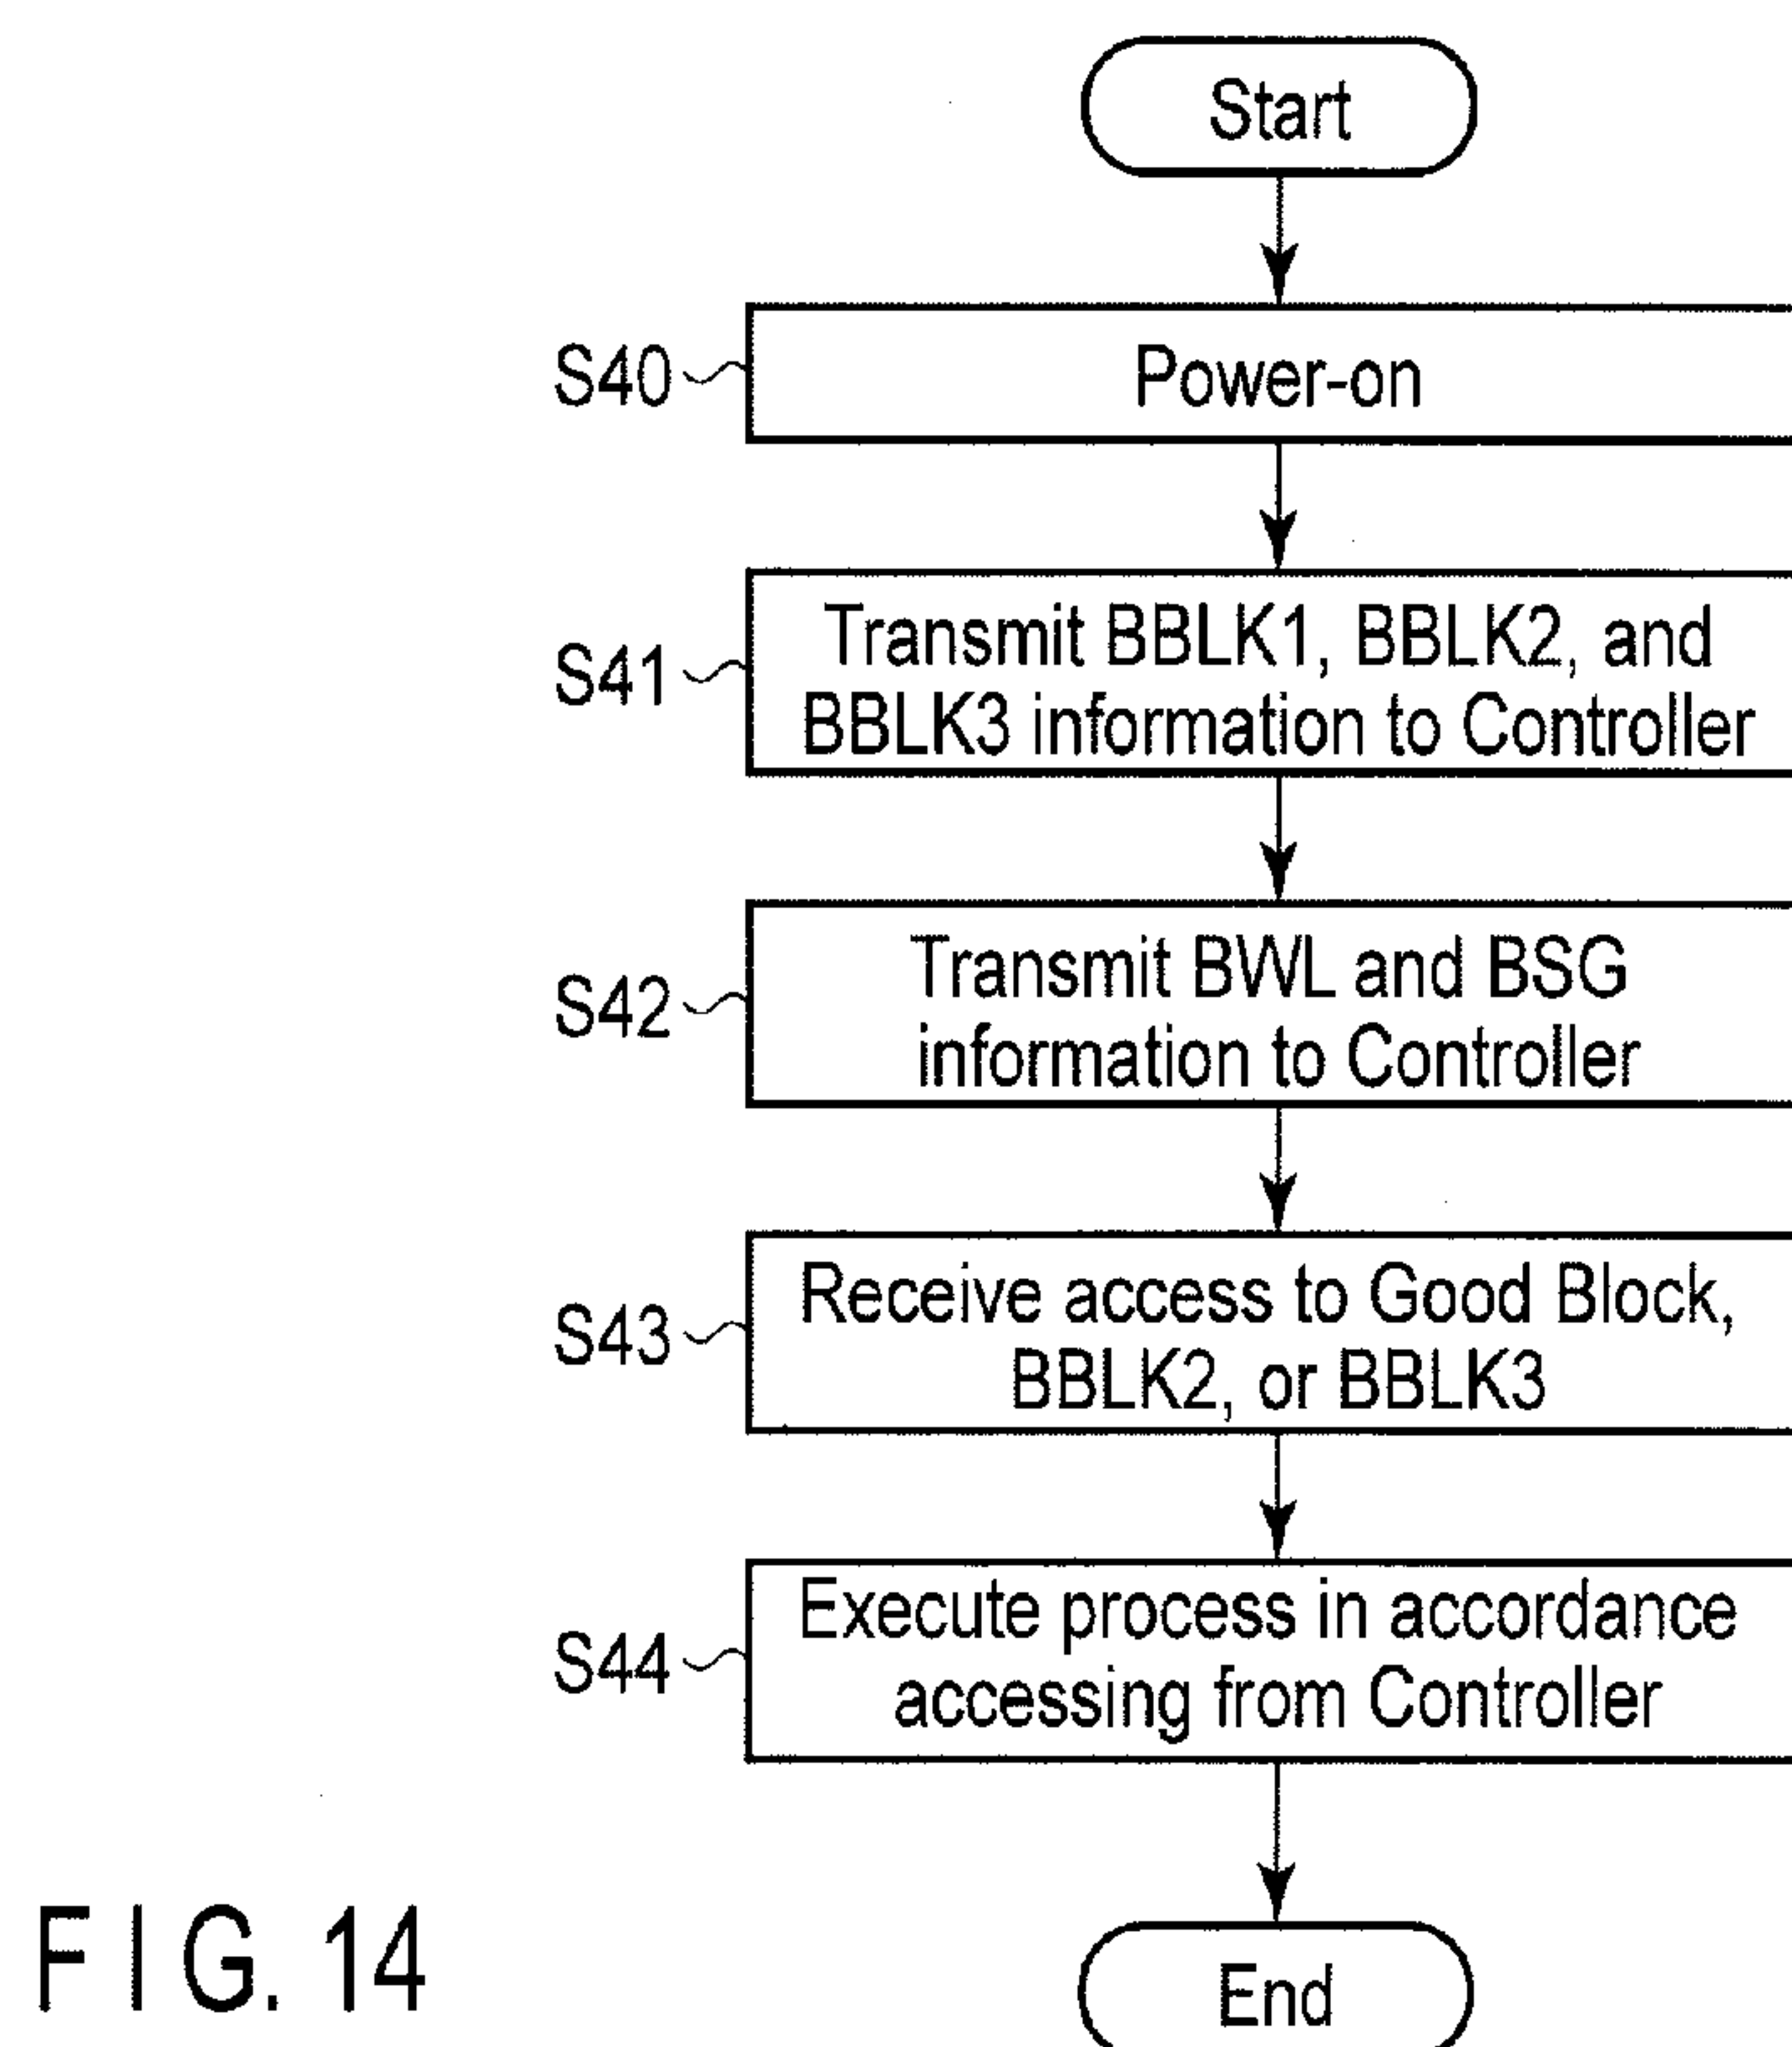 Start
S40
Power-on
S41
Transmit BBLK1, BBLK2, and
BBLK3 information to Controller
S42
Transmit BWL and BSG
information to Controller
S43
Receive access to Good Block,
BBLK2, or BBLK3
S44
Execute process in accordance
accessing from Controller
End
FIG. 14